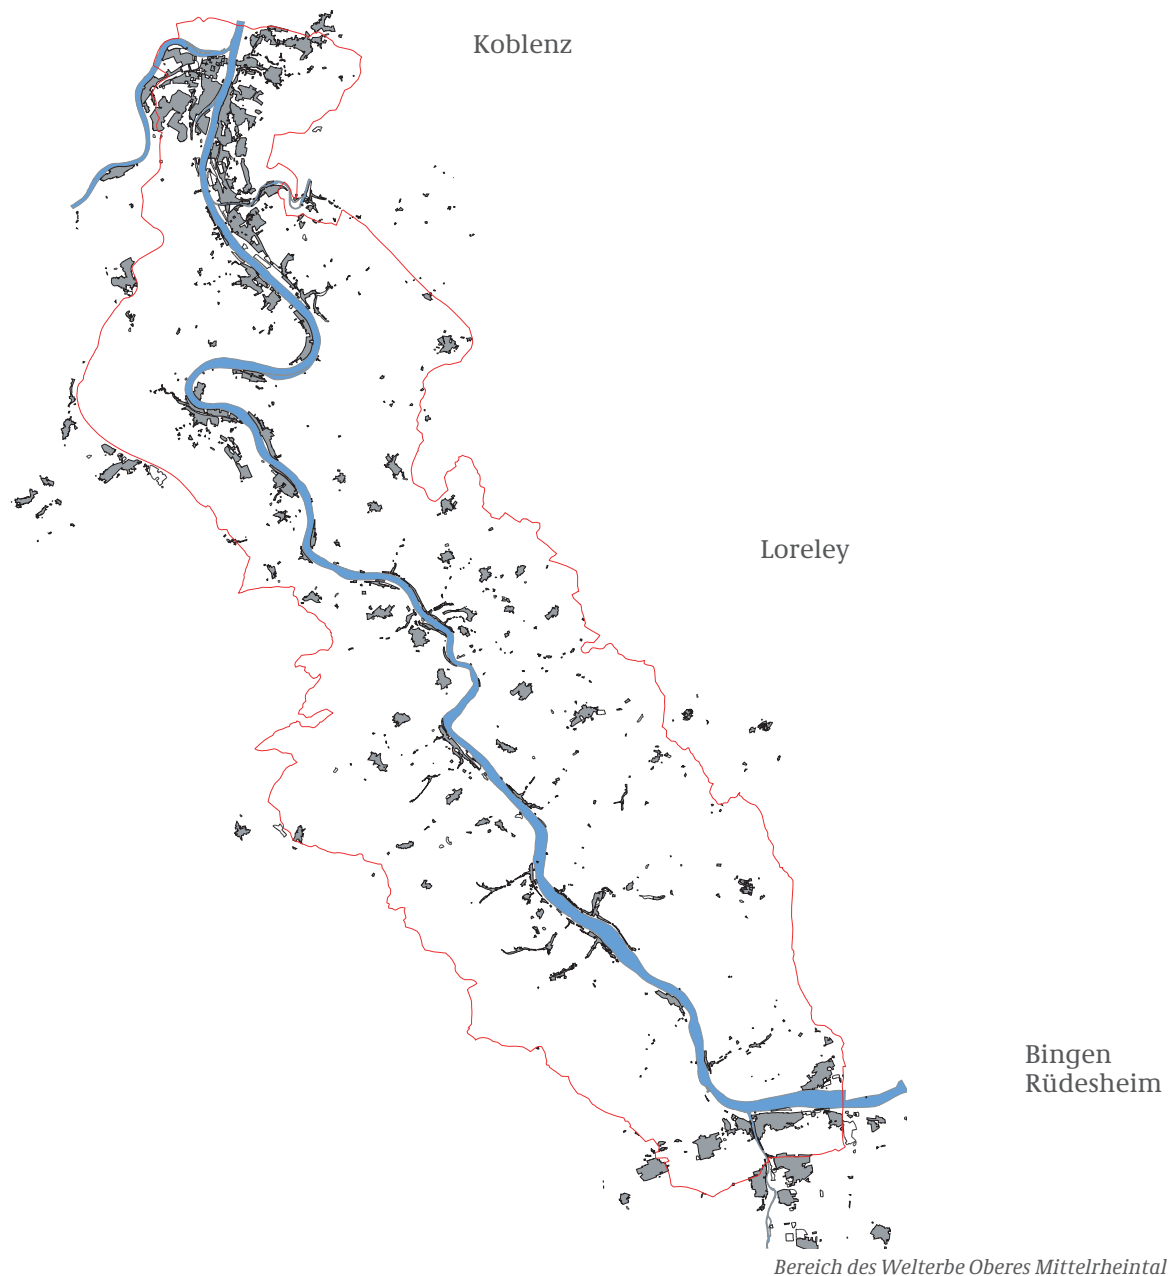 Koblenz
Loreley
Bingen
Rüdesheim
Bereich des Welterbe Oberes Mittelrheintal